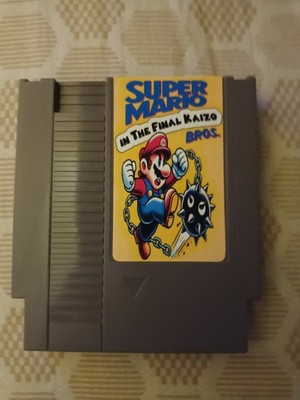 SUPER
MARIO
IN THE FINAL KAIZO
BROS.